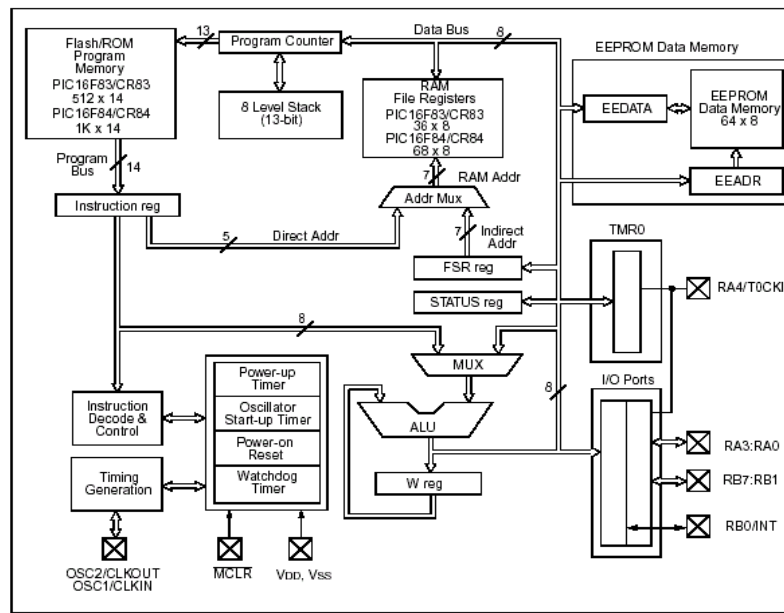 13
Data Bus
8
Flash/ROM
Program
Memory
PIC16F83/CR83
512 x 14
PIC16F84/CR84
1K x 14
Program Counter
8 Level Stack
(13-bit)
RAM
File Registers
PIC16F83/CR83
36 x 8
PIC16F84/CR84
68 x 8
EEPROM Data Memory
EEDATA
EEPROM
Data Memory
64 x 8
EEADR
Program
Bus
14
Instruction reg
7
RAM Addr
Addr Mux
5
Direct Addr
7
Indirect
Addr
FSR reg
STATUS reg
TMR0
RA4/T0CKI
8
MUX
8
I/O Ports
Power-up
Timer
Oscillator
Start-up Timer
Power-on
Reset
Watchdog
Timer
Instruction
Decode &
Control
Timing
Generation
ALU
W reg
RA3:RA0
RB7:RB1
RB0/INT
OSC2/CLKOUT
OSC1/CLKIN
MCLR
VDD, VSS